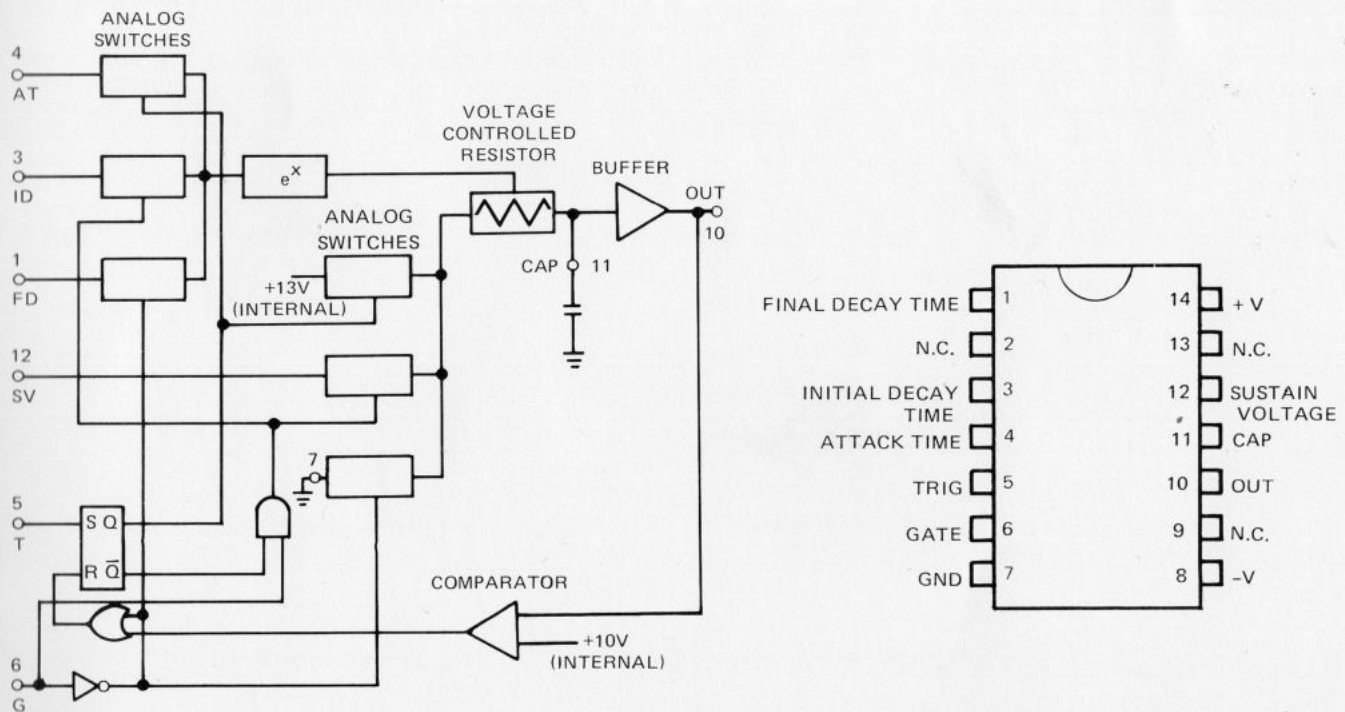 ANALOG
SWITCHES
4
AT
3
ID
1
FD
e^x
VOLTAGE
CONTROLLED
RESISTOR
BUFFER
OUT
10
ANALOG
SWITCHES
+13V
(INTERNAL)
CAP 11
12
SV
7
5
T
S Q
R Q̅
COMPARATOR
+10V
(INTERNAL)
6
G
FINAL DECAY TIME 1 14 + V
N.C. 2 13 N.C.
INITIAL DECAY 3 12 SUSTAIN
TIME VOLTAGE
ATTACK TIME 4 11 CAP
TRIG 5 10 OUT
GATE 6 9 N.C.
GND 7 8 -V